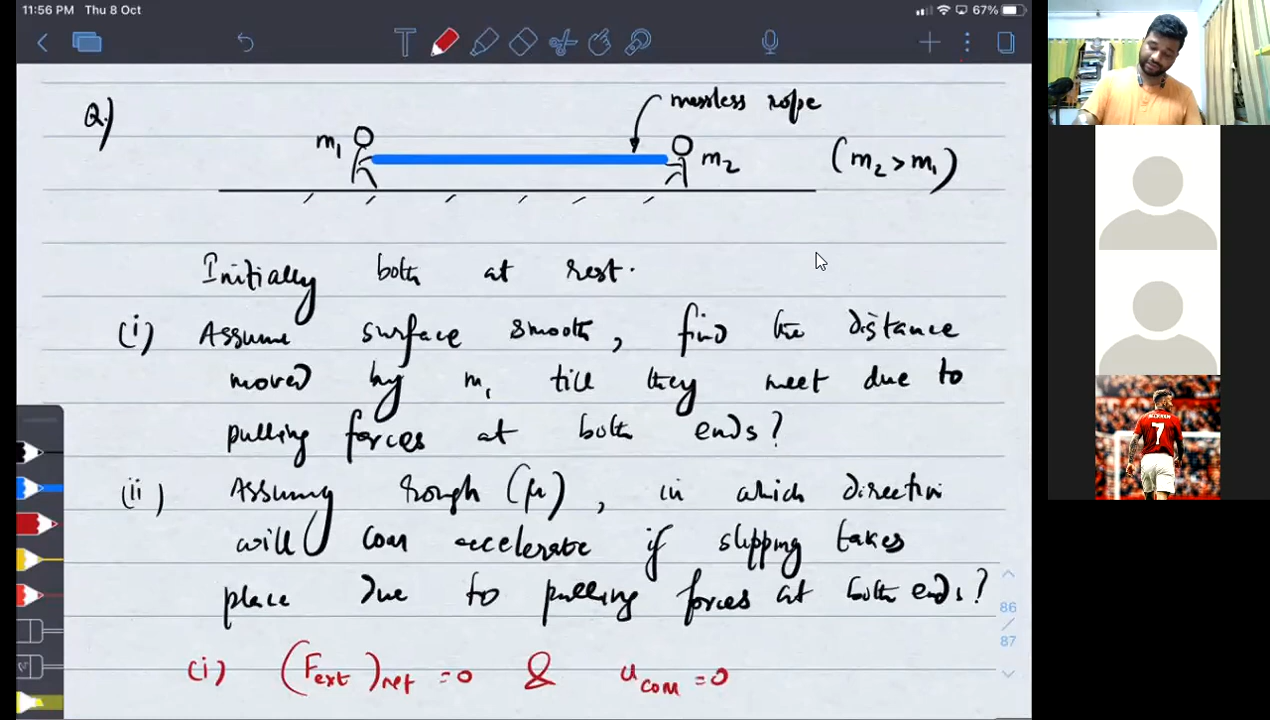 11:56 PM Thu 8 Oct
67%
Q.)
massless rope
m1
m2
(m2 > m1)
Initially both at rest.
(i) Assume surface smooth, find the distance
moved by m1 till they meet due to
pulling forces at both ends?
(ii) Assuming rough (μ), in which direction
will com accelerate if slipping takes
place due to pulling forces at both ends?
86
/
87
(i) (Fext)net = 0 & ucom = 0
7